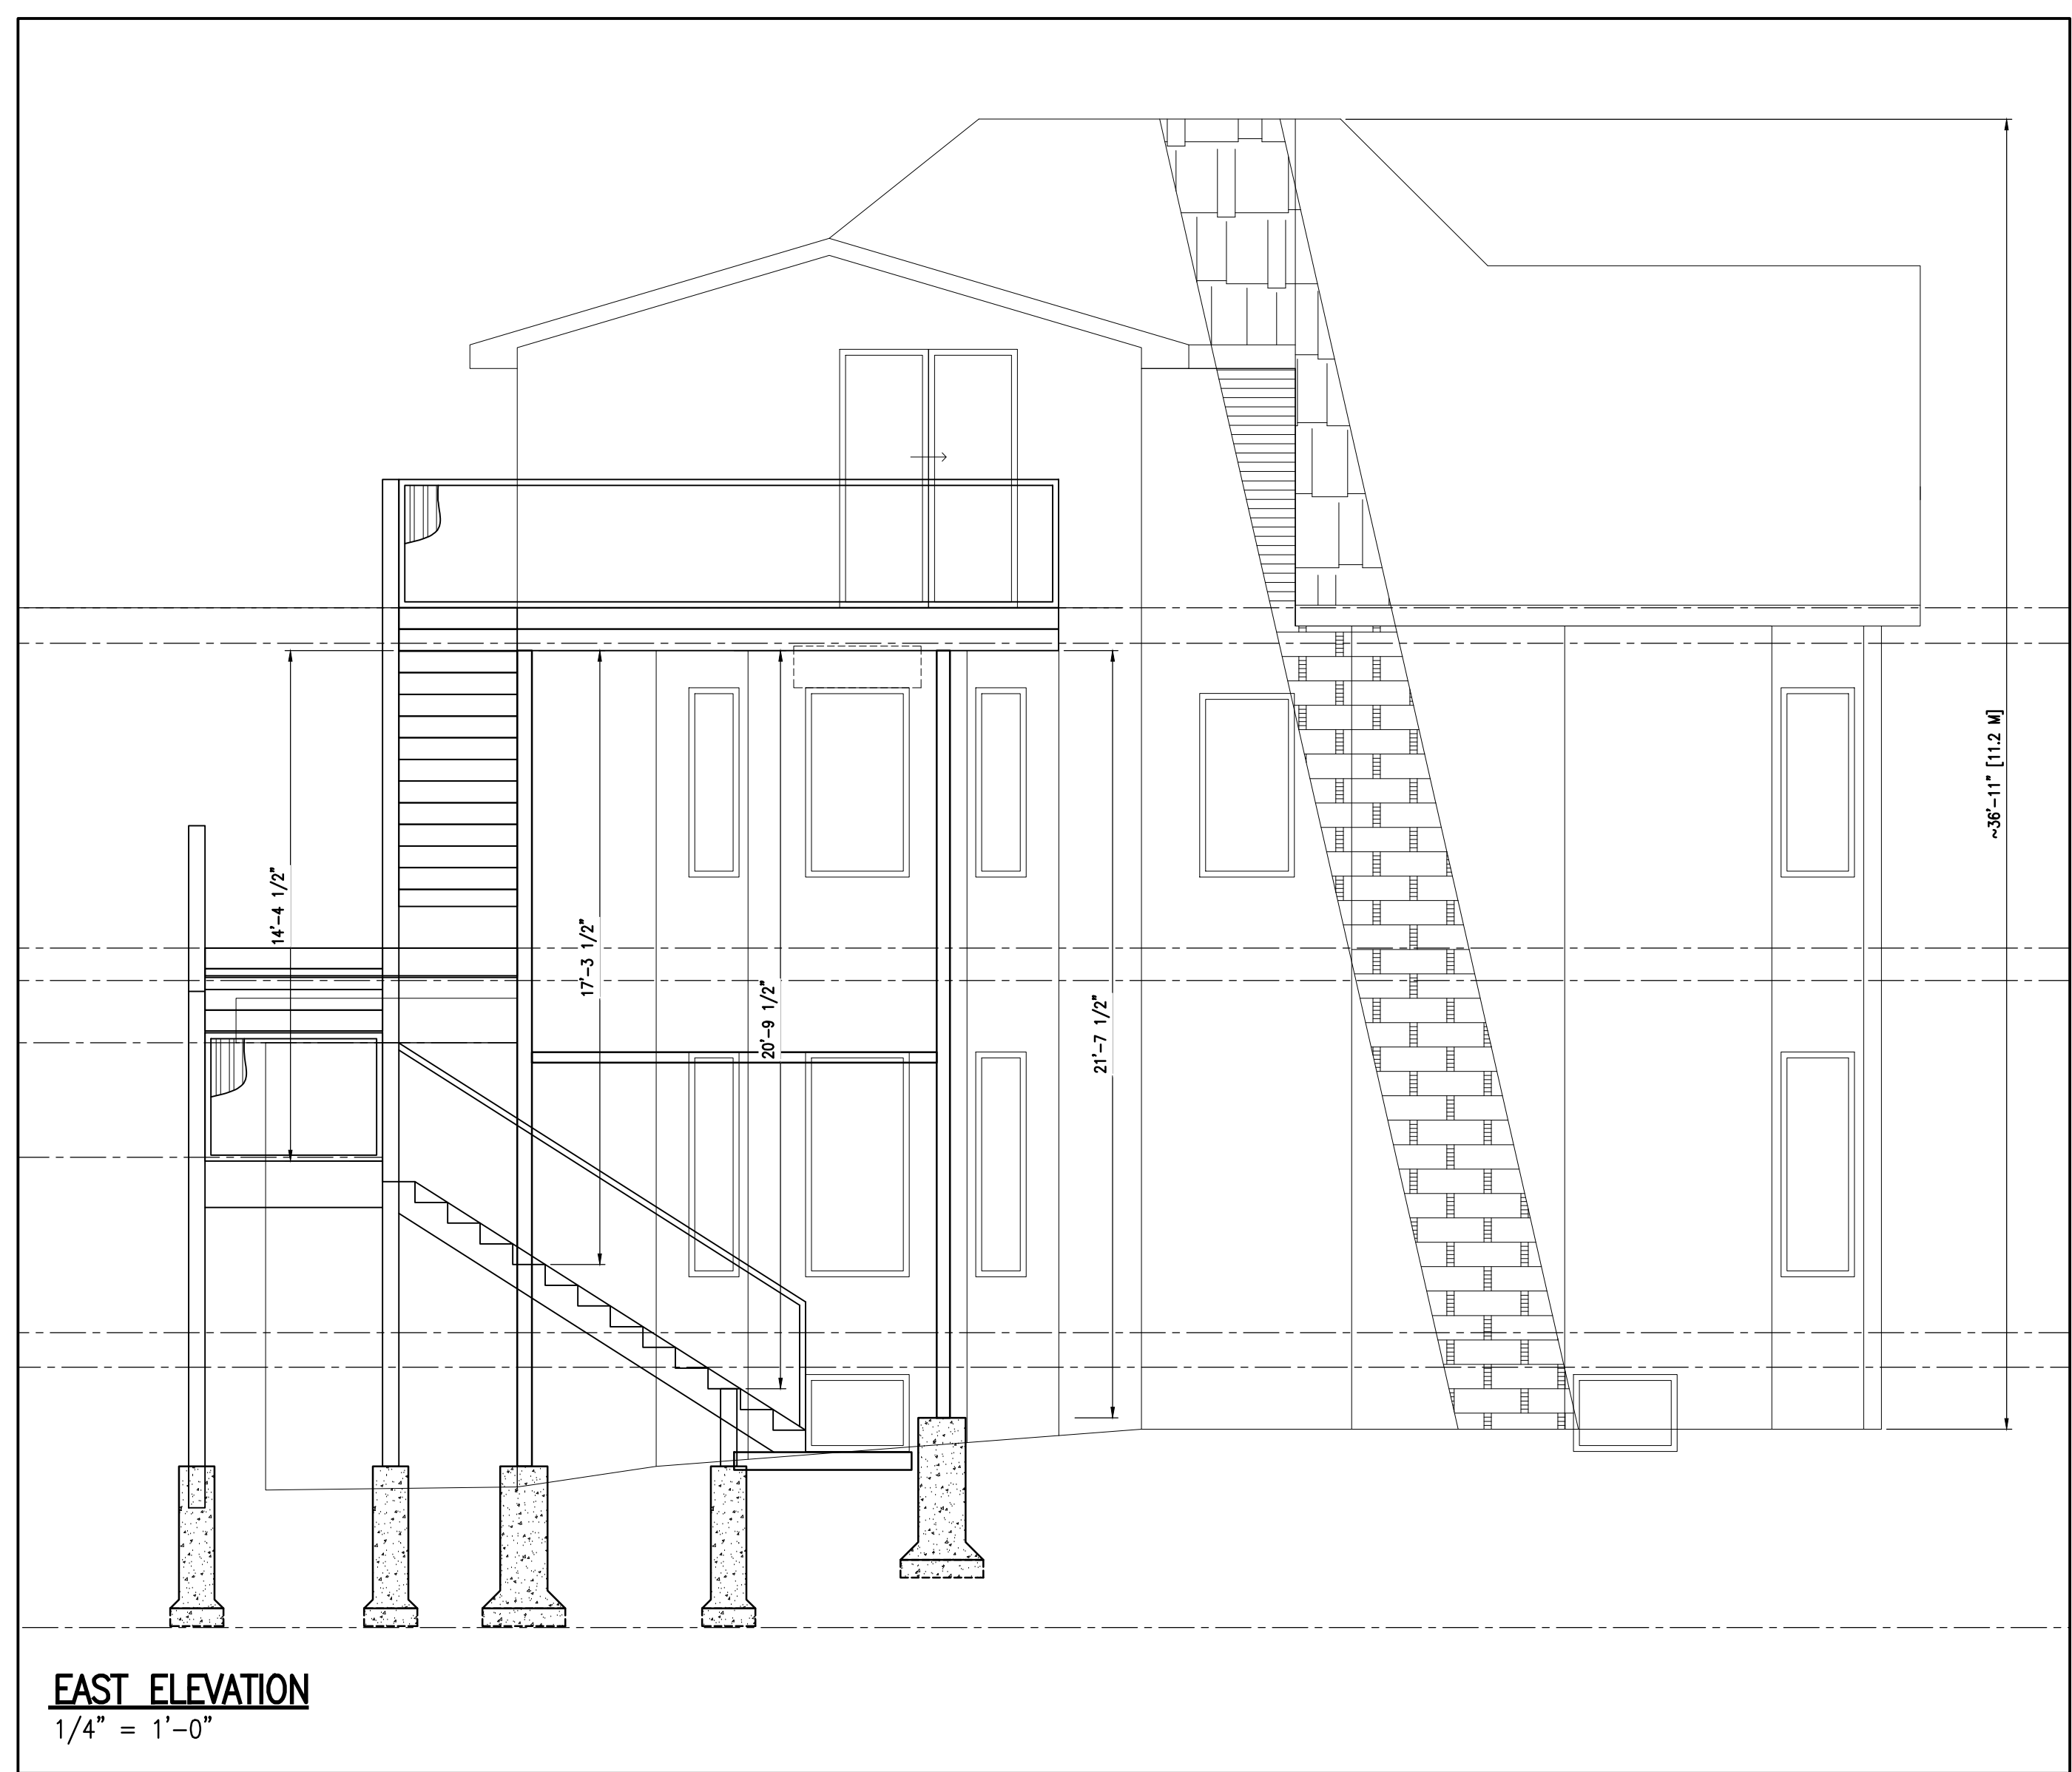 14'-4 1/2"
17'-3 1/2"
20'-9 1/2"
21'-7 1/2"
~36'-11" [11.2 M]
EAST ELEVATION
1/4" = 1'-0"